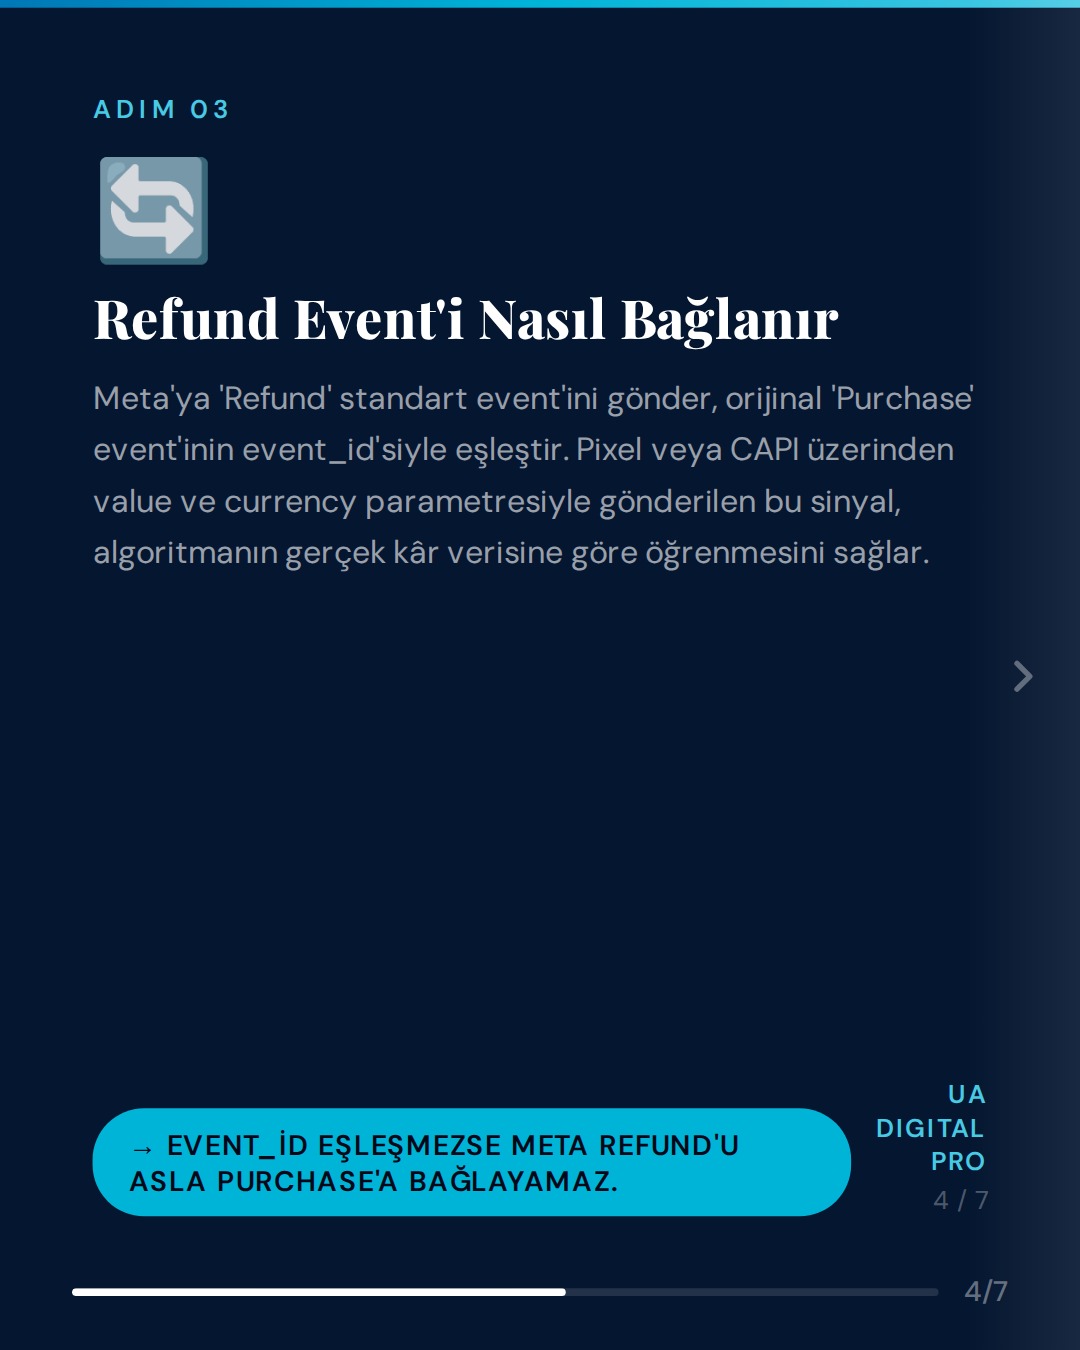 ADIM 03
Refund Event'i Nasıl Bağlanır
Meta'ya 'Refund' standart event'ini gönder, orijinal 'Purchase'
event'inin event_id'siyle eşleştir. Pixel veya CAPI üzerinden
value ve currency parametresiyle gönderilen bu sinyal,
algoritmanın gerçek kâr verisine göre öğrenmesini sağlar.
→ EVENT_İD EŞLEŞMEZSE META REFUND'U
ASLA PURCHASE'A BAĞLAYAMAZ.
UA
DIGITAL
PRO
4 / 7
4/7